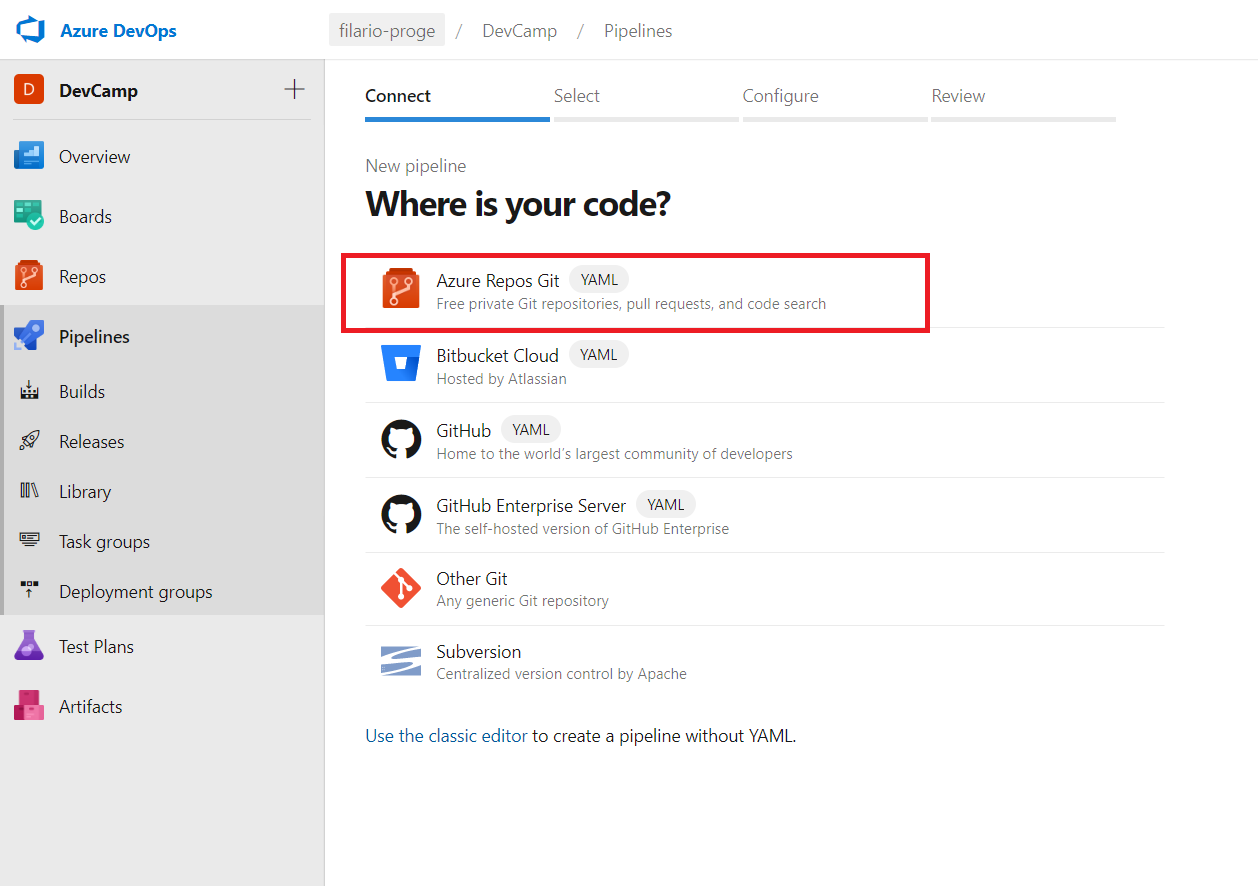 Azure DevOps
filario-proge / DevCamp / Pipelines
D DevCamp
Overview
Boards
Repos
Pipelines
Builds
Releases
Library
Task groups
Deployment groups
Test Plans
Artifacts
Connect Select Configure Review
New pipeline
Where is your code?
Azure Repos Git YAML
Free private Git repositories, pull requests, and code search
Bitbucket Cloud YAML
Hosted by Atlassian
GitHub YAML
Home to the world's largest community of developers
GitHub Enterprise Server YAML
The self-hosted version of GitHub Enterprise
Other Git
Any generic Git repository
Subversion
Centralized version control by Apache
Use the classic editor to create a pipeline without YAML.